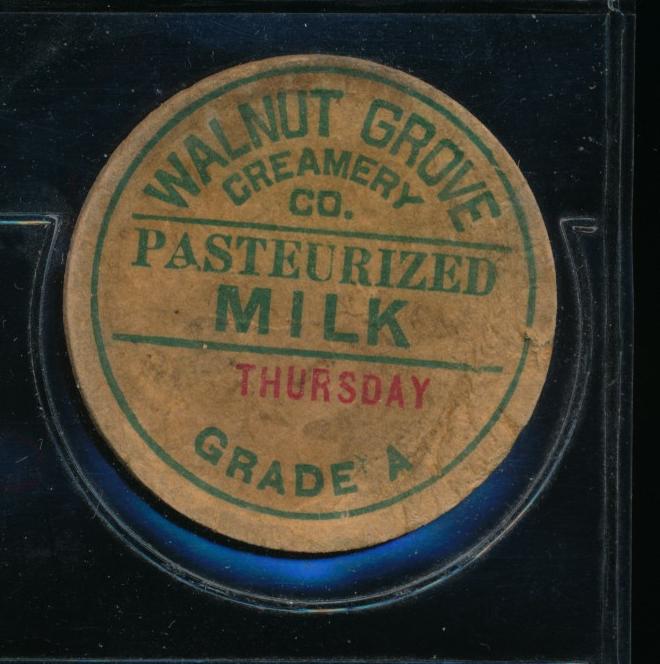 WALNUT GROVE
CREAMERY
CO.
PASTEURIZED
MILK
THURSDAY
GRADE A